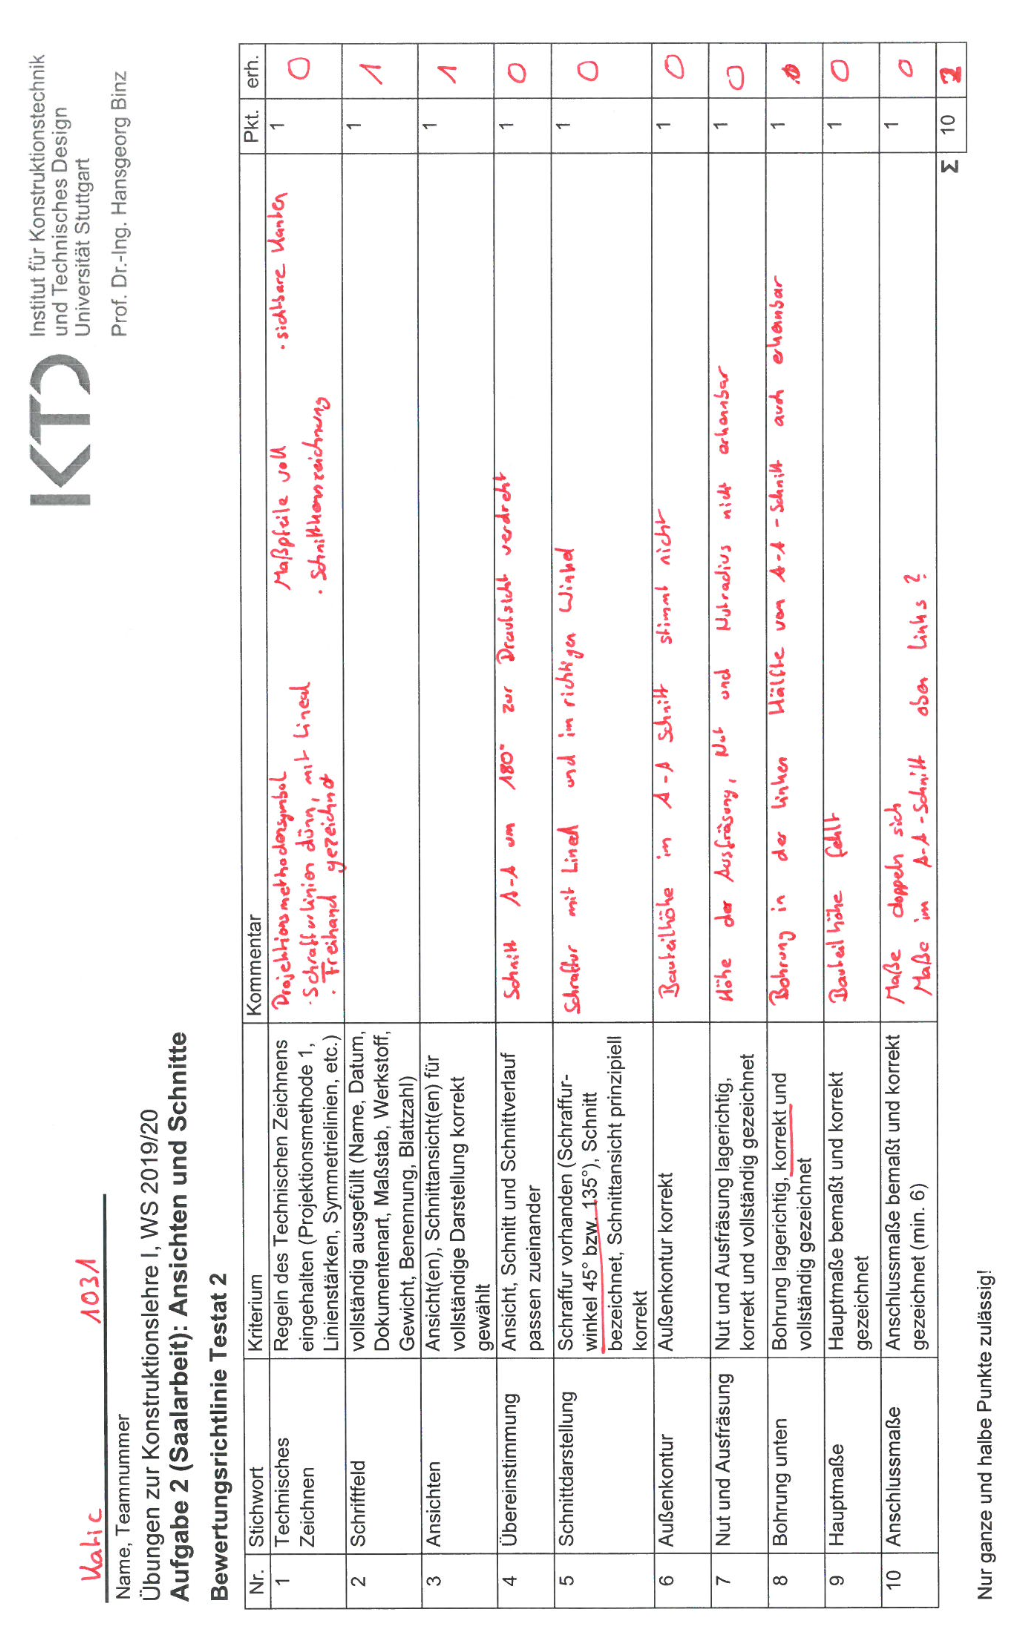 KTD
Institut für Konstruktionstechnik
und Technisches Design
Universität Stuttgart
Prof. Dr.-Ing. Hansgeorg Binz
Katic 1031
Name, Teamnummer
Übungen zur Konstruktionslehre I, WS 2019/20
Aufgabe 2 (Saalarbeit): Ansichten und Schnitte
Bewertungsrichtlinie Testat 2
Nr. Stichwort Kriterium Kommentar Pkt. erh.
1 Technisches Zeichnen
Regeln des Technischen Zeichnens
eingehalten (Projektionsmethode 1,
Linienstärken, Symmetrielinien, etc.)
Projektionsmethodensymbol Maßpfeile voll · sichtbare Kanten
· Schraffurlinien dünn, mit Lineal · Schnittkennzeichnung
· Freihand gezeichnet
1 0
2 Schriftfeld
vollständig ausgefüllt (Name, Datum,
Dokumentenart, Maßstab, Werkstoff,
Gewicht, Benennung, Blattzahl)
1 1
3 Ansichten
Ansicht(en), Schnittansicht(en) für
vollständige Darstellung korrekt
gewählt
1 1
4 Übereinstimmung
Ansicht, Schnitt und Schnittverlauf
passen zueinander
Schnitt A-A um 180° zur Draufsicht verdreht
1 0
5 Schnittdarstellung
Schraffur vorhanden (Schraffur-
winkel 45° bzw. 135°), Schnitt
bezeichnet, Schnittansicht prinzipiell
korrekt
Schraffur mit Lineal und im richtigen Winkel
1 0
6 Außenkontur
Außenkontur korrekt
Bauteilhöhe im A-A Schnitt stimmt nicht
1 0
7 Nut und Ausfräsung
Nut und Ausfräsung lagerichtig,
korrekt und vollständig gezeichnet
Höhe der Ausfräsung, Nut und Nutradius nicht erkennbar
1 0
8 Bohrung unten
Bohrung lagerichtig, korrekt und
vollständig gezeichnet
Bohrung in der linken Hälfte vom A-A-Schnitt auch erkennbar
1 0
9 Hauptmaße
Hauptmaße bemaßt und korrekt
gezeichnet
Bauteilhöhe fehlt
1 0
10 Anschlussmaße
Anschlussmaße bemaßt und korrekt
gezeichnet (min. 6)
Maße doppeln sich
Maße im A-A-Schnitt oben links?
1 0
Σ 10 2
Nur ganze und halbe Punkte zulässig!